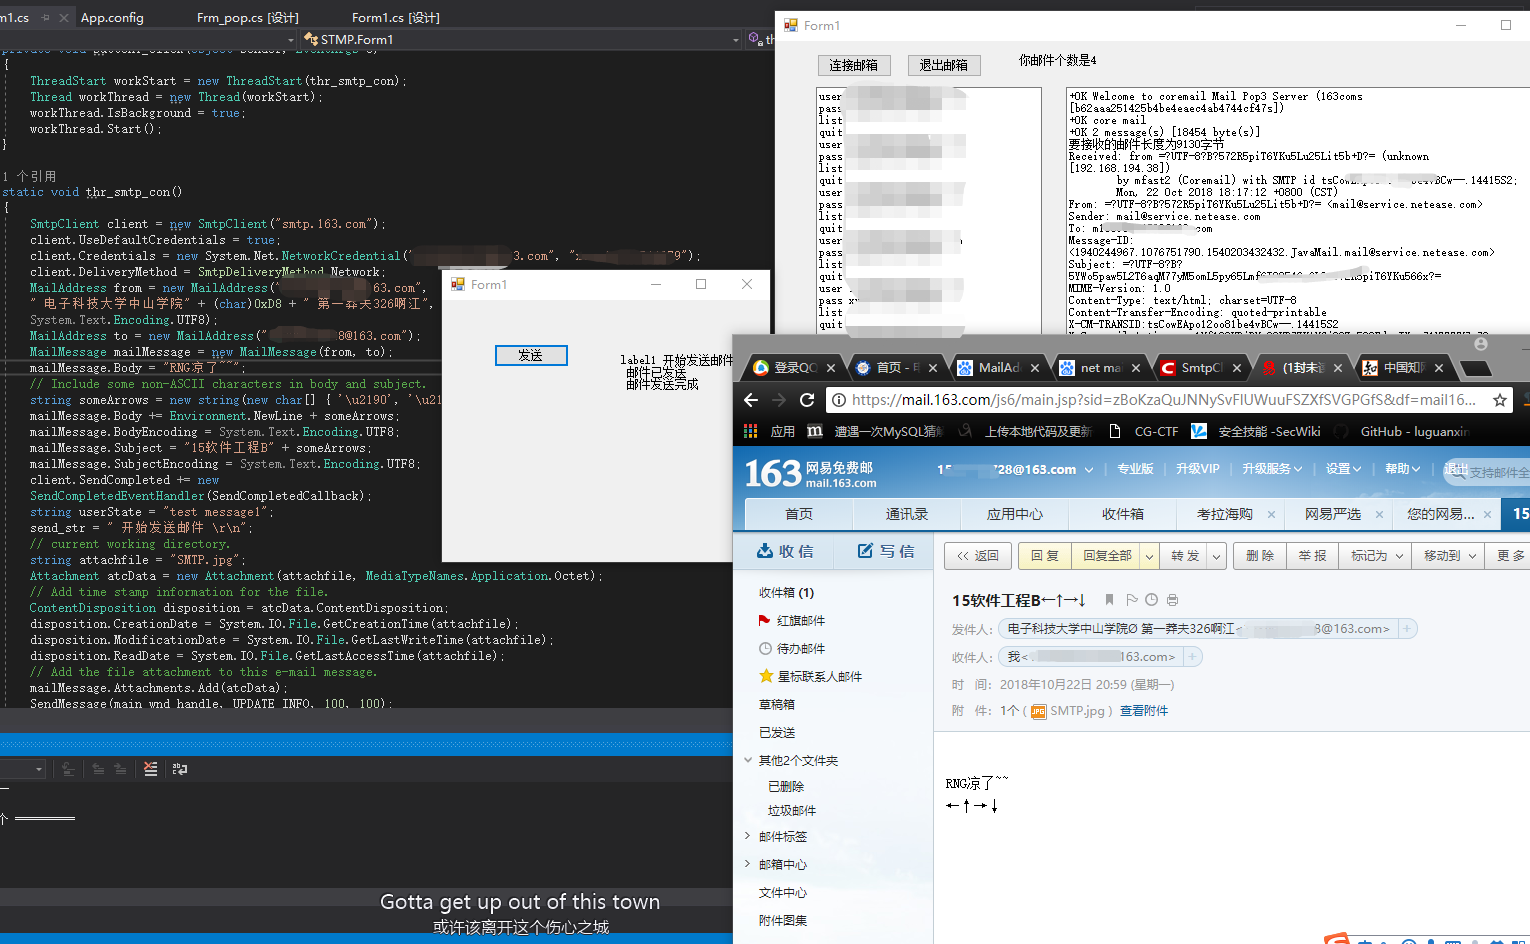 m1.cs
App.config
Frm_pop.cs [设计]
Form1.cs [设计]
STMP.Form1
{
ThreadStart workStart = new ThreadStart(thr_smtp_con);
Thread workThread = new Thread(workStart);
workThread.IsBackground = true;
workThread.Start();
}
1 个引用
static void thr_smtp_con()
{
SmtpClient client = new SmtpClient("smtp.163.com");
client.UseDefaultCredentials = true;
client.Credentials = new System.Net.NetworkCredential("3.com", "9");
client.DeliveryMethod = SmtpDeliveryMethod.Network;
MailAddress from = new MailAddress("163.com",
" 电子科技大学中山学院" + (char)0xD8 + " 第一莽夫326啊江",
System.Text.Encoding.UTF8);
MailAddress to = new MailAddress("8@163.com");
MailMessage mailMessage = new MailMessage(from, to);
mailMessage.Body = "RNG凉了~~";
// Include some non-ASCII characters in body and subject.
string someArrows = new string(new char[] { '\u2190', '\u21
mailMessage.Body += Environment.NewLine + someArrows;
mailMessage.BodyEncoding = System.Text.Encoding.UTF8;
mailMessage.Subject = "15软件工程B" + someArrows;
mailMessage.SubjectEncoding = System.Text.Encoding.UTF8;
client.SendCompleted += new
SendCompletedEventHandler(SendCompletedCallback);
string userState = "test message1";
send_str = " 开始发送邮件 \r\n";
// current working directory.
string attachfile = "SMTP.jpg";
Attachment atcData = new Attachment(attachfile, MediaTypeNames.Application.Octet);
// Add time stamp information for the file.
ContentDisposition disposition = atcData.ContentDisposition;
disposition.CreationDate = System.IO.File.GetCreationTime(attachfile);
disposition.ModificationDate = System.IO.File.GetLastWriteTime(attachfile);
disposition.ReadDate = System.IO.File.GetLastAccessTime(attachfile);
// Add the file attachment to this e-mail message.
mailMessage.Attachments.Add(atcData);
SendMessage(main_wnd_handle, UPDATE_INFO, 100, 100);
个
Gotta get up out of this town
或许该离开这个伤心之城
Form1
发送
label1 开始发送邮件
邮件已发送
邮件发送完成
Form1
连接邮箱
退出邮箱
你邮件个数是4
user
pass
list
quit
user
pass
list
quit
user
pass
list
quit
user
pass
list
quit
user
pass
list
quit
+OK Welcome to coremail Mail Pop3 Server (163coms
[b62aaa251425b4be4eaec4ab4744cf47s])
+OK core mail
+OK 2 message(s) [18454 byte(s)]
要接收的邮件长度为9130字节
Received: from =?UTF-8?B?572R5piT6YKu5Lu25Lit5b+D?= (unknown
[192.168.194.38])
by mfast2 (Coremail) with SMTP id
Mon, 22 Oct 2018 18:17:12 +0800 (CST)
From: =?UTF-8?B?572R5piT6YKu5Lu25Lit5b+D?= <mail@service.netease.com>
Sender: mail@service.netease.com
To:
Message-ID:
<1940244967.1076751790.1540203432432.JavaMail.mail@service.netease.com>
Subject: =?UTF-8?B?
MIME-Version: 1.0
Content-Type: text/html; charset=UTF-8
Content-Transfer-Encoding: quoted-printable
X-CM-TRANSID:tsCowEApo12oo81be4vBCw--.14415S2
登录QQ
首页 -
MailAd
net ma
SmtpCl
(1封未读
中国知
https://mail.163.com/js6/main.jsp?sid=zBoKzaQuJNNySvFlUWuuFSZXfSVGPGfS&df=mail16...
应用
遭遇一次MySQL猜解
上传本地代码及更新
CG-CTF
安全技能 -SecWiki
GitHub - luguanxin
163 网易免费邮
mail.163.com
728@163.com
专业版
升级VIP
升级服务
设置
帮助
退出
支持邮件全
首页
通讯录
应用中心
收件箱
考拉海购 ×
网易严选 ×
您的网易... ×
15
收 信
写 信
<< 返回
回 复
回复全部
转 发
删 除
举 报
标记为
移动到
更 多
收件箱 (1)
红旗邮件
待办邮件
星标联系人邮件
草稿箱
已发送
其他2个文件夹
已删除
垃圾邮件
邮件标签
邮箱中心
文件中心
附件图集
15软件工程B←↑→↓
发件人： 电子科技大学中山学院Ø 第一莽夫326啊江<8@163.com> +
收件人： 我<163.com> +
时 间： 2018年10月22日 20:59 (星期一)
附 件： 1个 ( SMTP.jpg ) 查看附件
RNG凉了~~
←↑→↓